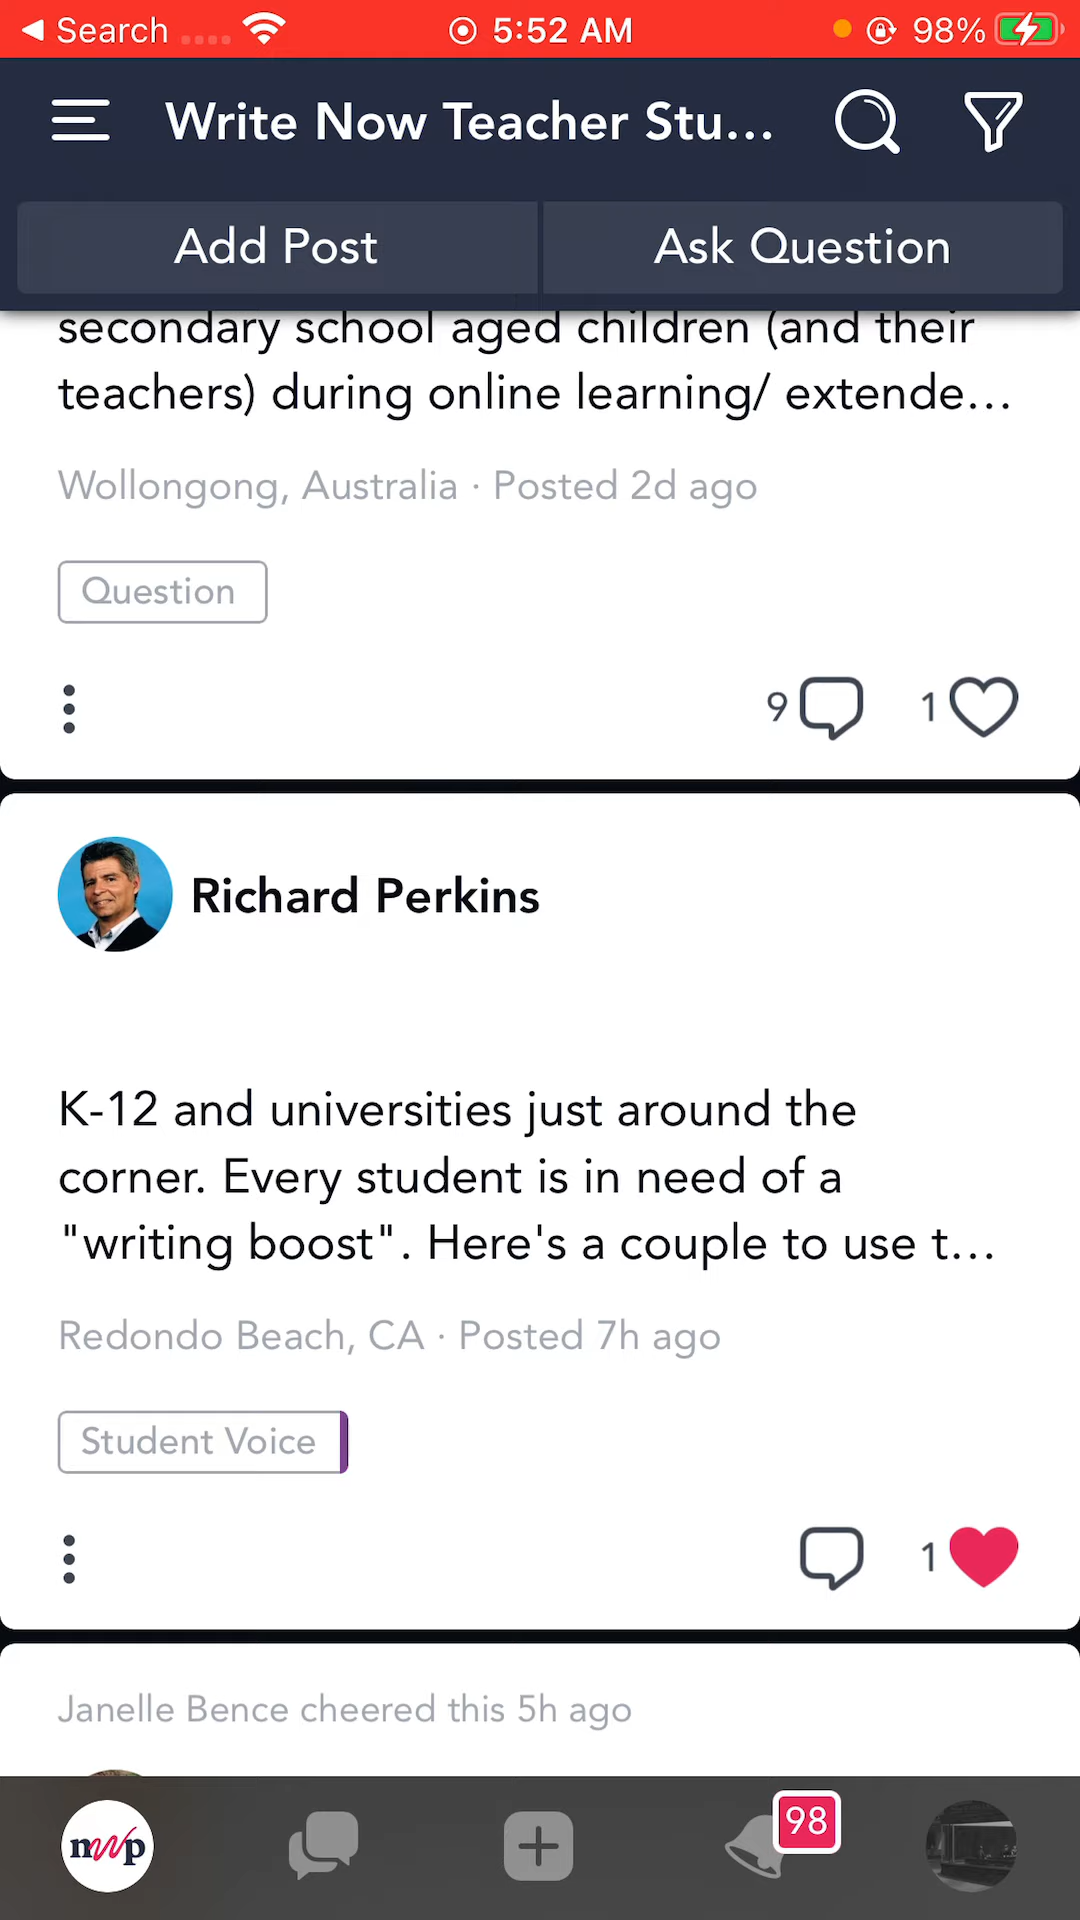 Search
5:52 AM
98%
Write Now Teacher Stu...
Add Post
Ask Question
secondary school aged children (and their
teachers) during online learning/ extende...
Wollongong, Australia · Posted 2d ago
Question
9
1
Richard Perkins
K-12 and universities just around the
corner. Every student is in need of a
"writing boost". Here's a couple to use t...
Redondo Beach, CA · Posted 7h ago
Student Voice
1
Janelle Bence cheered this 5h ago
nwp
98